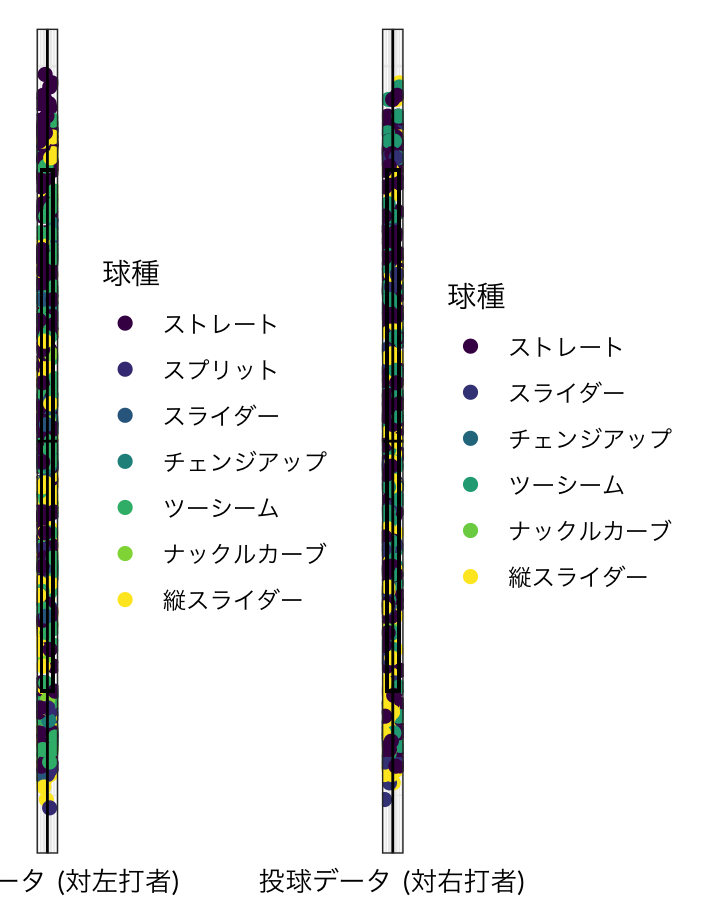 球種
ストレート
スプリット
スライダー
チェンジアップ
ツーシーム
ナックルカーブ
縦スライダー
ータ (対左打者)
球種
ストレート
スライダー
チェンジアップ
ツーシーム
ナックルカーブ
縦スライダー
投球データ (対右打者)